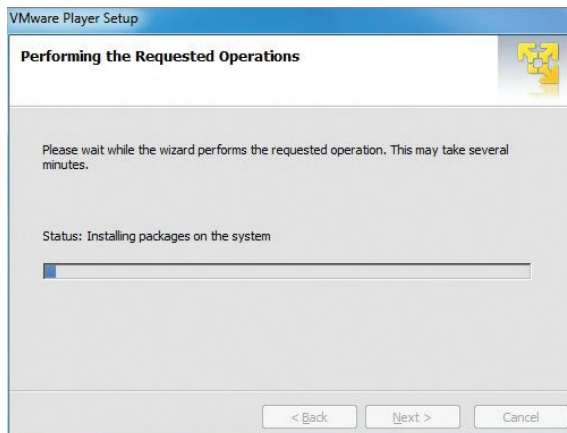 VMware Player Setup
Performing the Requested Operations
Please wait while the wizard performs the requested operation. This may take several
minutes.
Status: Installing packages on the system
< Back
Next >
Cancel